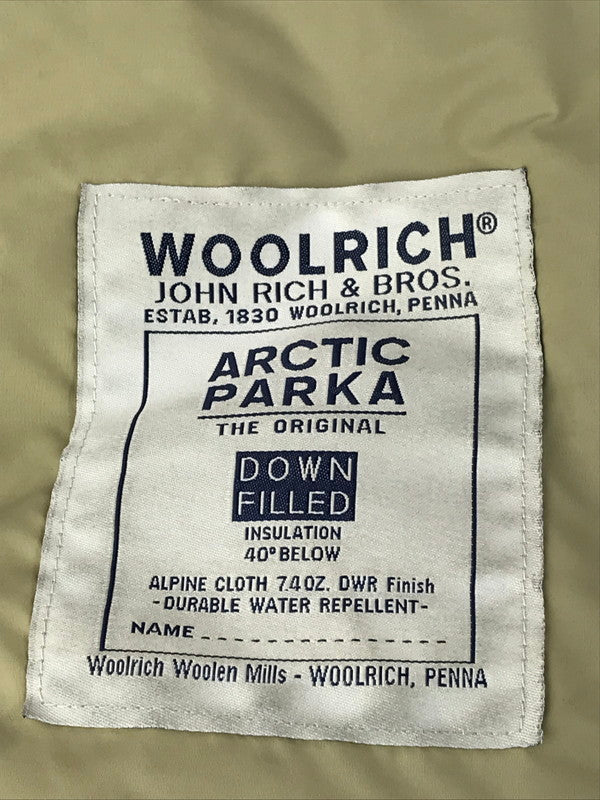 WOOLRICH®
JOHN RICH & BROS.
ESTAB, 1830 WOOLRICH, PENNA
ARCTIC
PARKA
THE ORIGINAL
DOWN
FILLED
INSULATION
40° BELOW
ALPINE CLOTH 7.4 OZ. DWR Finish
-DURABLE WATER REPELLENT-
NAME _ _ _ _ _ _ _ _ _ _ _ _ _ _ _ _
Woolrich Woolen Mills - WOOLRICH, PENNA